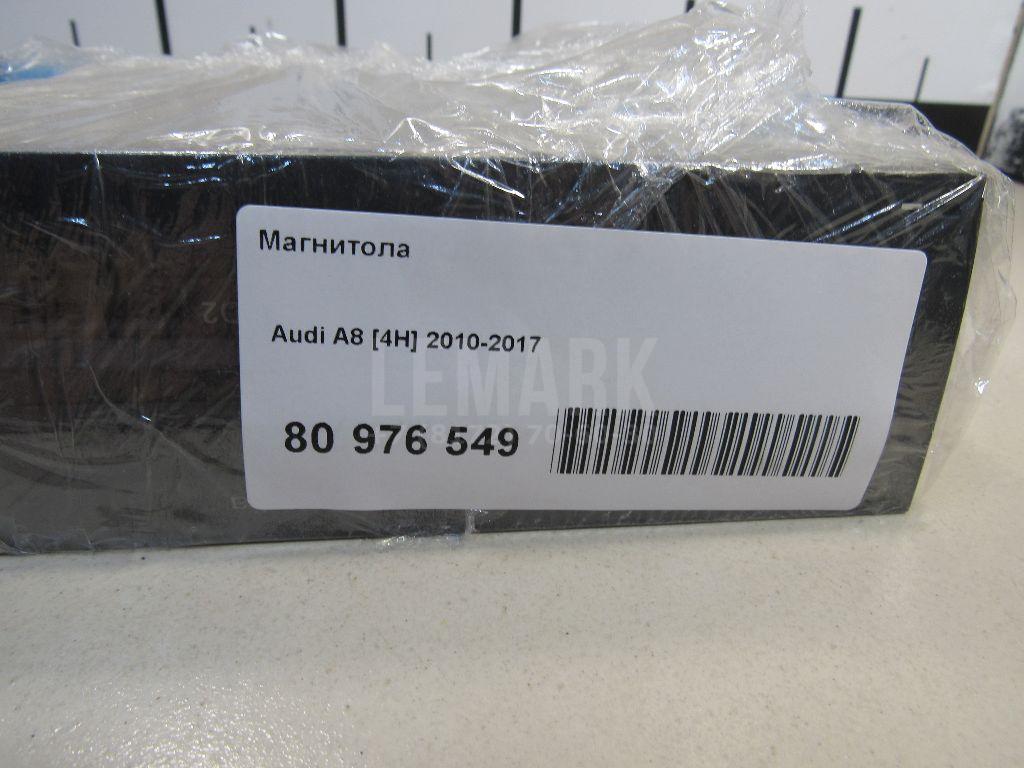 Магнитола
Audi A8 [4H] 2010-2017
LEMARK
80 976 549